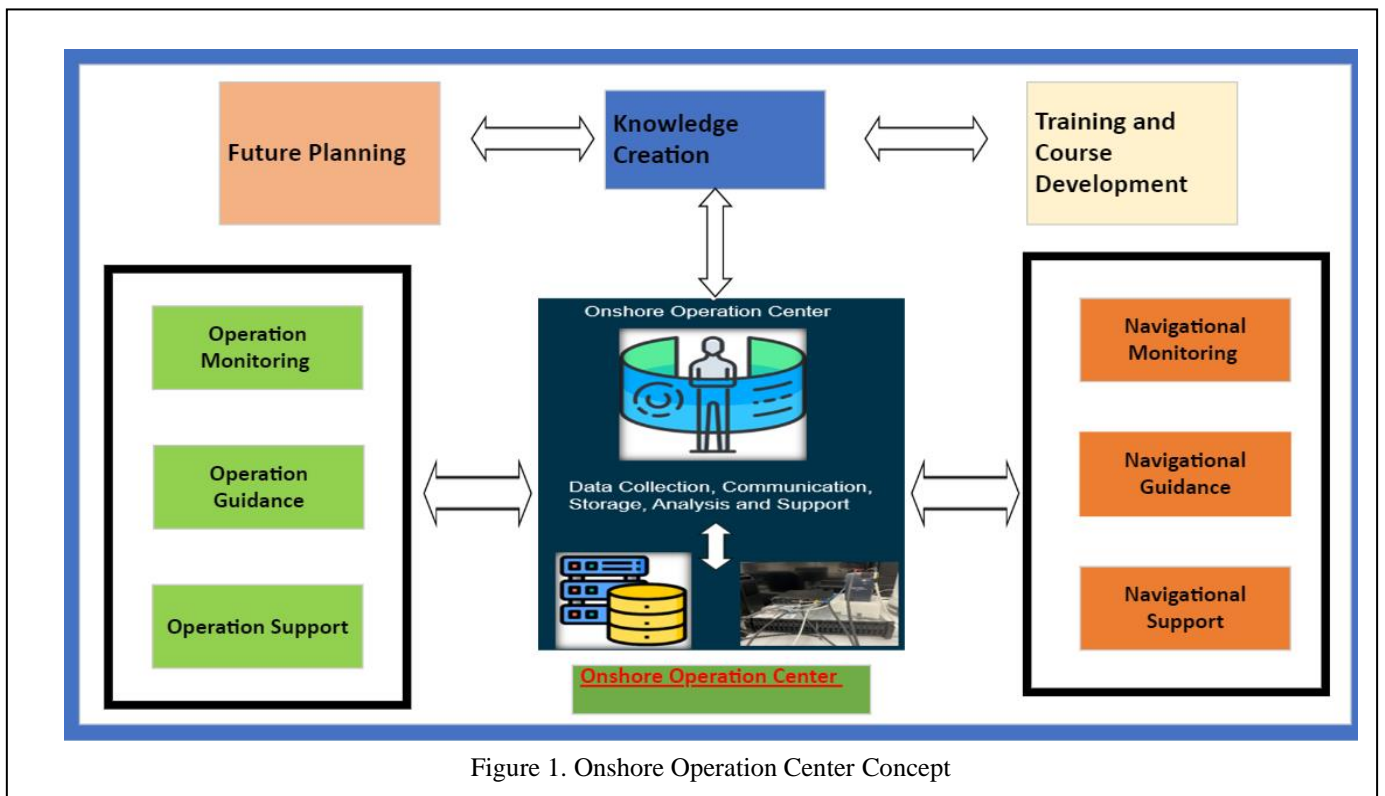 Future Planning
Knowledge
Creation
Training and
Course
Development
Operation
Monitoring
Operation
Guidance
Operation Support
Onshore Operation Center
Data Collection, Communication,
Storage, Analysis and Support
Onshore Operation Center
Navigational
Monitoring
Navigational
Guidance
Navigational
Support
Figure 1. Onshore Operation Center Concept